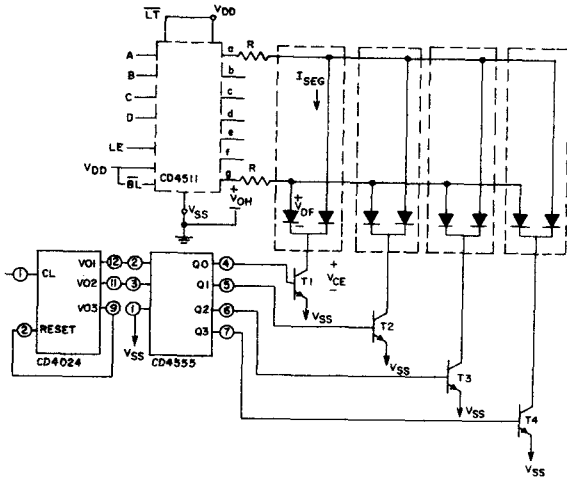 L̅T̅
VDD
A
B
C
D
LE
VDD
B̅L̅
CD4511
a
b
c
d
e
f
g
R
R
ISEG
VSS
+
VOH
−
+
VDF
−
+
VCE
−
1
CL
VO1
12
2
VO2
11
3
VO3
9
1
2
RESET
CD4024
VSS
Q0
4
Q1
5
Q2
6
Q3
7
CD4555
T1
VSS
T2
VSS
T3
VSS
T4
VSS